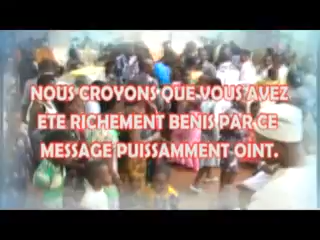 NOUS CROYONS QUE VOUS AVEZ
ETE RICHEMENT BENIS PAR CE
MESSAGE PUISSAMMENT OINT.